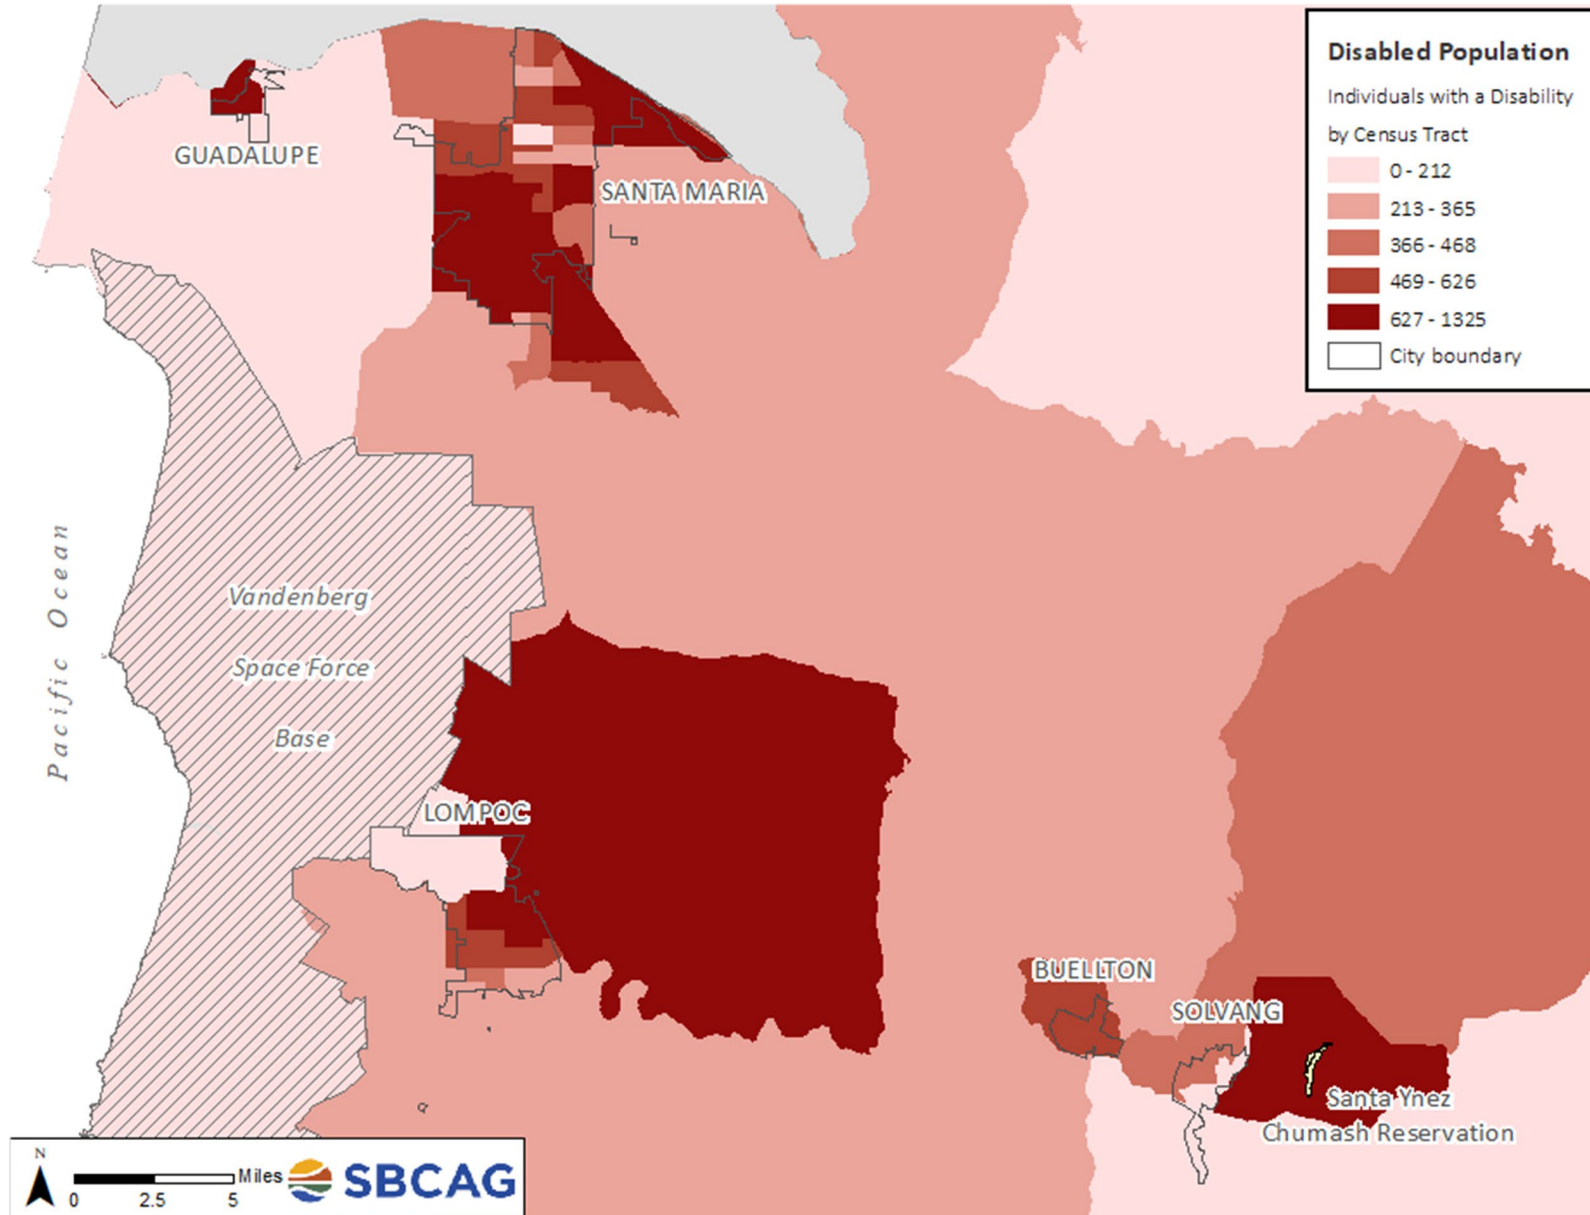 Disabled Population
Individuals with a Disability
by Census Tract
0 - 212
213 - 365
366 - 468
469 - 626
627 - 1325
City boundary
GUADALUPE
SANTA MARIA
Pacific Ocean
Vandenberg
Space Force
Base
LOMPOC
BUELLTON
SOLVANG
Santa Ynez
Chumash Reservation
N
0 2.5 5 Miles
SBCAG